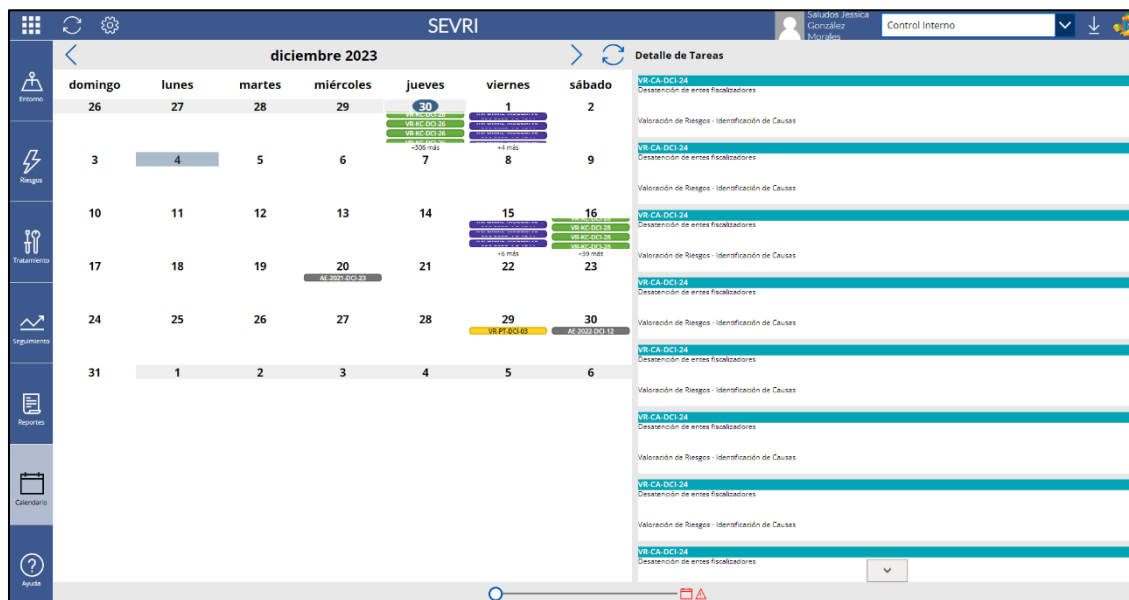 SEVRI
Saludos Jessica
González
Morales
Control Interno
Entorno
Riesgos
Tratamiento
Seguimiento
Reportes
Calendario
Ayuda
diciembre 2023
domingo lunes martes miércoles jueves viernes sábado
26 27 28 29 30 1 2
VR-KC-DCI-26
VR-KC-DCI-26
VR-KC-DCI-26
+306 más +4 más
3 4 5 6 7 8 9
10 11 12 13 14 15 16
VR-KC-DCI-28
VR-KC-DCI-28
VR-KC-DCI-28
+6 más +39 más
17 18 19 20 21 22 23
AE-2021-DCI-23
24 25 26 27 28 29 30
VR-PT-DCI-03 AE-2022-DCI-12
31 1 2 3 4 5 6
Detalle de Tareas
VR-CA-DCI-24
Desatención de entes fiscalizadores
Valoración de Riesgos - Identificación de Causas
VR-CA-DCI-24
Desatención de entes fiscalizadores
Valoración de Riesgos - Identificación de Causas
VR-CA-DCI-24
Desatención de entes fiscalizadores
Valoración de Riesgos - Identificación de Causas
VR-CA-DCI-24
Desatención de entes fiscalizadores
Valoración de Riesgos - Identificación de Causas
VR-CA-DCI-24
Desatención de entes fiscalizadores
Valoración de Riesgos - Identificación de Causas
VR-CA-DCI-24
Desatención de entes fiscalizadores
Valoración de Riesgos - Identificación de Causas
VR-CA-DCI-24
Desatención de entes fiscalizadores
Valoración de Riesgos - Identificación de Causas
VR-CA-DCI-24
Desatención de entes fiscalizadores